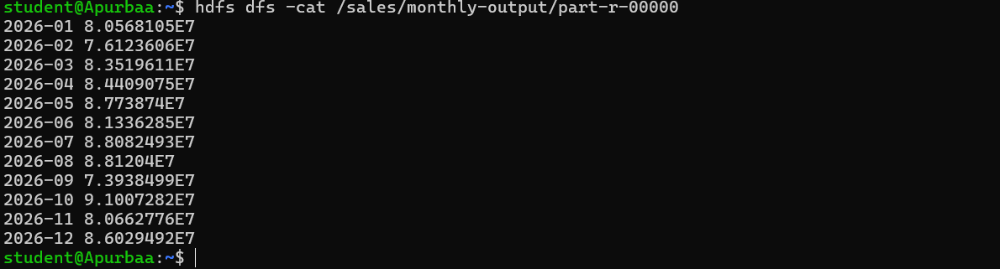 student@Apurbaa:~$ hdfs dfs -cat /sales/monthly-output/part-r-00000
2026-01 8.0568105E7
2026-02 7.6123606E7
2026-03 8.3519611E7
2026-04 8.4409075E7
2026-05 8.773874E7
2026-06 8.1336285E7
2026-07 8.8082493E7
2026-08 8.81204E7
2026-09 7.3938499E7
2026-10 9.1007282E7
2026-11 8.0662776E7
2026-12 8.6029492E7
student@Apurbaa:~$